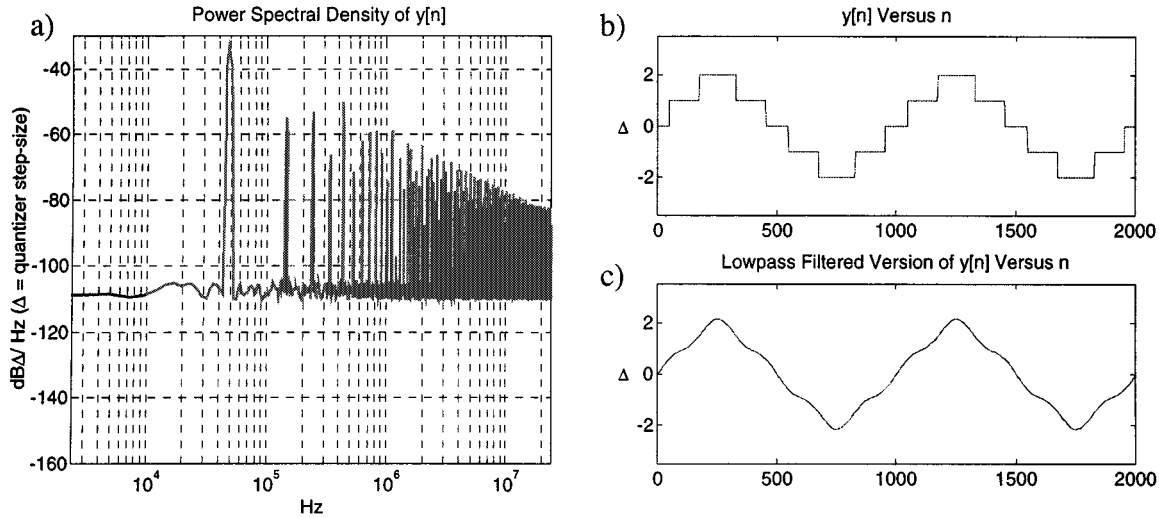 a)
Power Spectral Density of y[n]
dBΔ/ Hz (Δ = quantizer step-size)
-40
-60
-80
-100
-120
-140
-160
10^4
10^5
10^6
10^7
Hz
b)
y[n] Versus n
2
0
-2
Δ
0
500
1000
1500
2000
c)
Lowpass Filtered Version of y[n] Versus n
2
0
-2
Δ
0
500
1000
1500
2000